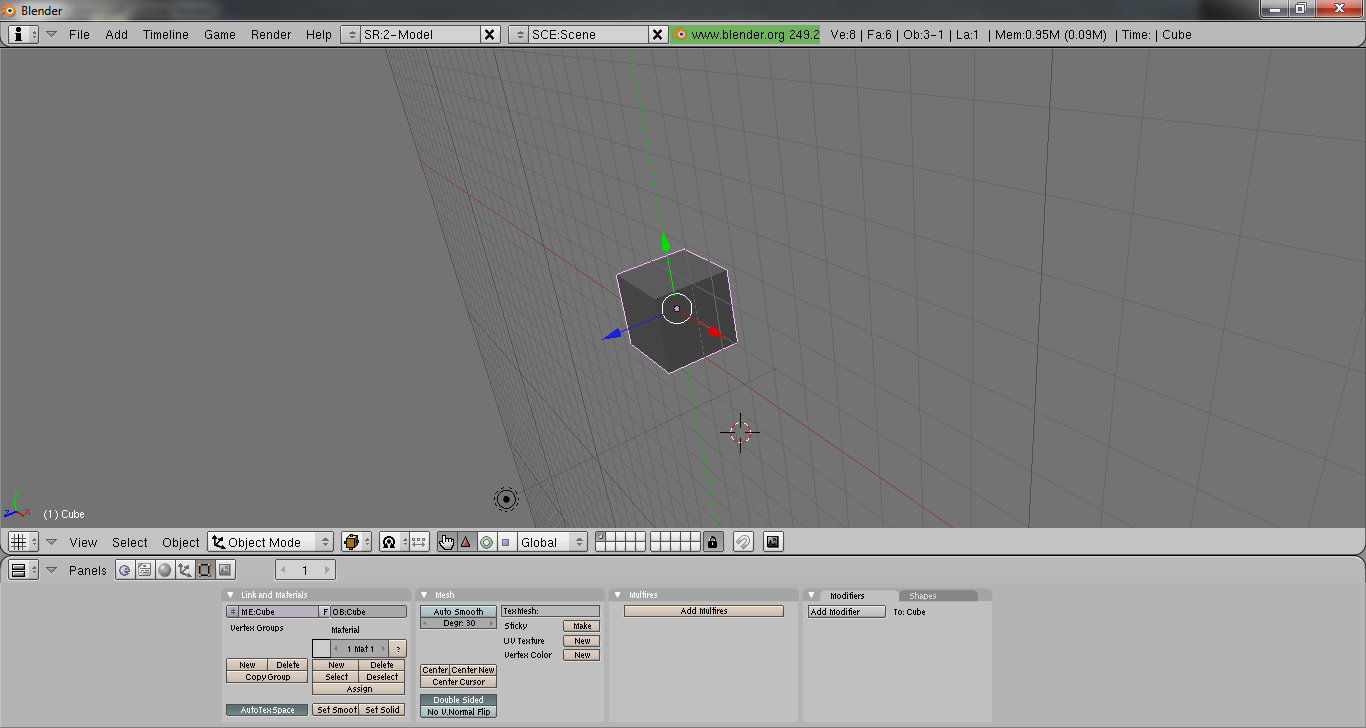 Blender
File Add Timeline Game Render Help SR:2-Model SCE:Scene www.blender.org 249.2 Ve:8 | Fa:6 | Ob:3-1 | La:1 | Mem:0.95M (0.09M) | Time: | Cube
(1) Cube
View Select Object Object Mode Global
Panels 1
Link and Materials
ME:Cube F OB:Cube
Vertex Groups
Material
1 Mat 1 ?
New Delete New Delete
Copy Group Select Deselect
Assign
AutoTexSpace Set Smoot Set Solid
Mesh
Auto Smooth TexMesh:
Degr: 30 Sticky Make
UV Texture New
Vertex Color New
Center Center New
Center Cursor
Double Sided
No V.Normal Flip
Multires
Add Multires
Modifiers Shapes
Add Modifier To: Cube